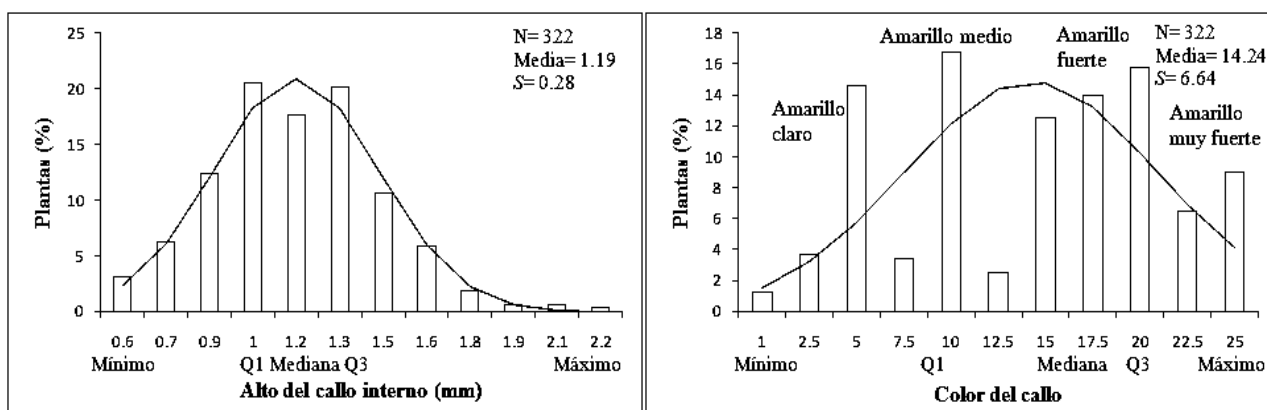 N= 322
Media= 1.19
S= 0.28
25
20
15
10
5
0
Plantas (%)
0.6 0.7 0.9 1 1.2 1.3 1.5 1.6 1.8 1.9 2.1 2.2
Mínimo Q1 Mediana Q3 Máximo
Alto del callo interno (mm)
N= 322
Media= 14.24
S= 6.64
Amarillo medio
Amarillo
fuerte
Amarillo
claro
Amarillo
muy fuerte
18
16
14
12
10
8
6
4
2
0
Plantas (%)
1 2.5 5 7.5 10 12.5 15 17.5 20 22.5 25
Mínimo Q1 Mediana Q3 Máximo
Color del callo